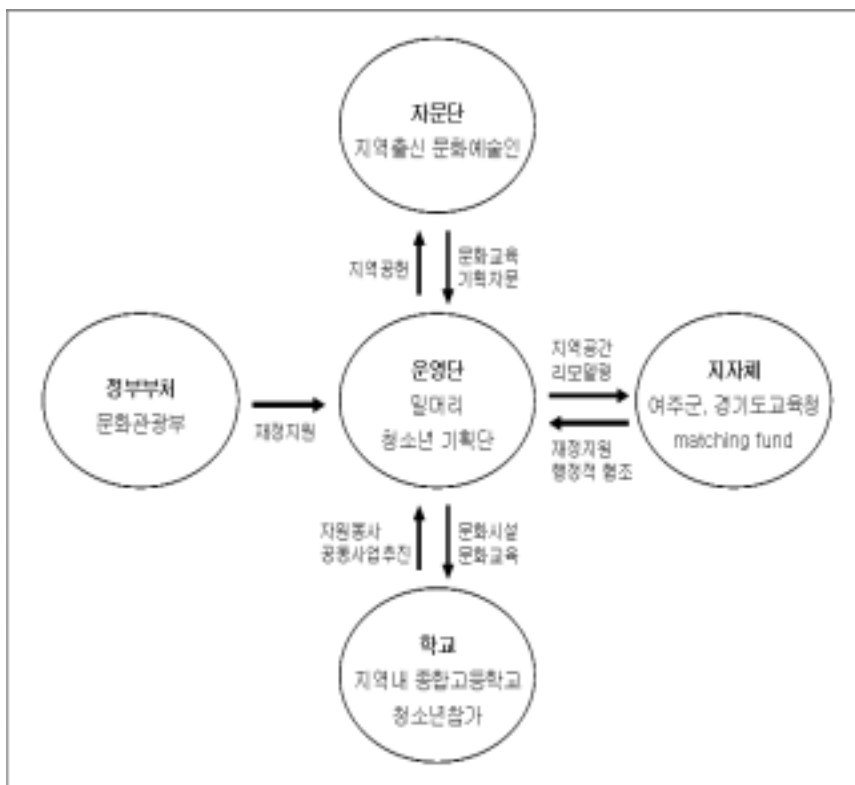 자문단
지역출신 문화예술인
지역공헌
문화교육
기획자문
정부부처
문화관광부
재정지원
운영단
밀머리
청소년 기획단
지역공간
리모델링
재정지원
행정적 협조
지자체
여주군, 경기도교육청
matching fund
자원봉사
공동사업추진
문화시설
문화교육
학교
지역내 종합고등학교
청소년참가